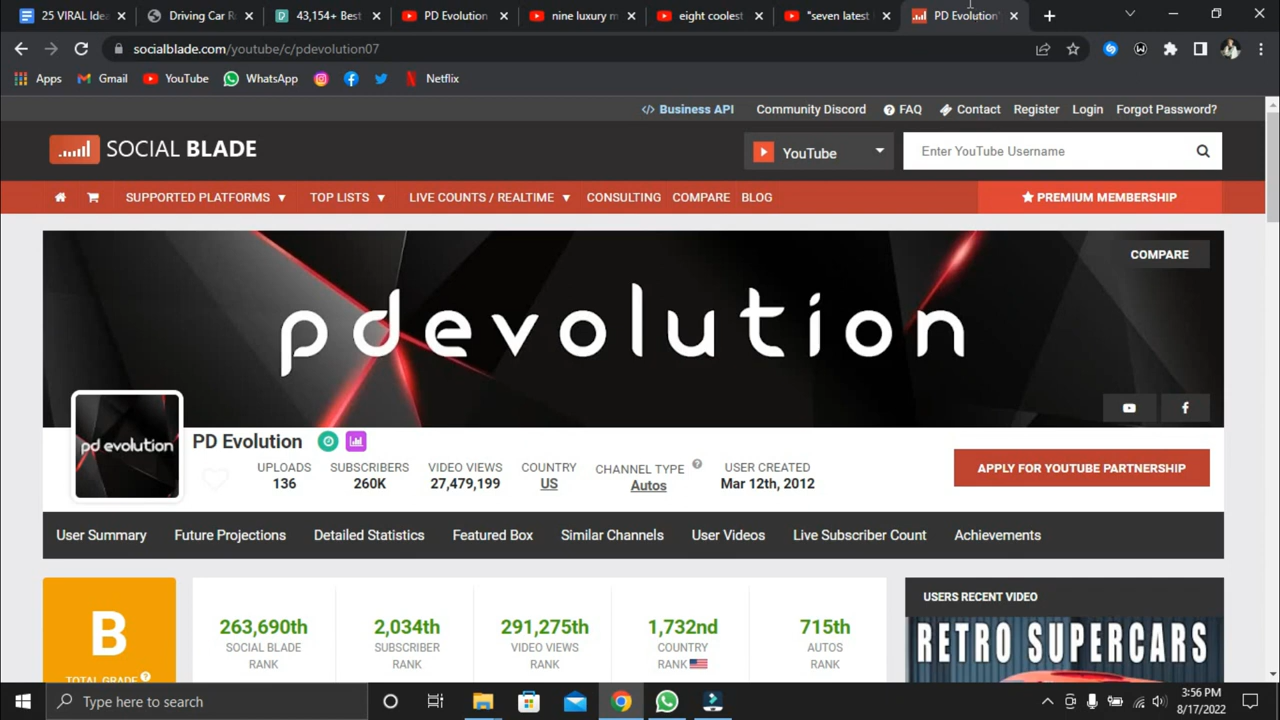 25 VIRAL Idea
Driving Car R
43,154+ Best
PD Evolution
nine luxury m
eight coolest
"seven latest
PD Evolution'
socialblade.com/youtube/c/pdevolution07
Apps
Gmail
YouTube
WhatsApp
Netflix
</> Business API
Community Discord
FAQ
Contact
Register
Login
Forgot Password?
SOCIAL BLADE
YouTube
Enter YouTube Username
SUPPORTED PLATFORMS
TOP LISTS
LIVE COUNTS / REALTIME
CONSULTING
COMPARE
BLOG
PREMIUM MEMBERSHIP
COMPARE
pdevolution
pd evolution
PD Evolution
UPLOADS
136
SUBSCRIBERS
260K
VIDEO VIEWS
27,479,199
COUNTRY
US
CHANNEL TYPE
Autos
USER CREATED
Mar 12th, 2012
APPLY FOR YOUTUBE PARTNERSHIP
User Summary
Future Projections
Detailed Statistics
Featured Box
Similar Channels
User Videos
Live Subscriber Count
Achievements
B
TOTAL GRADE
263,690th
SOCIAL BLADE
RANK
2,034th
SUBSCRIBER
RANK
291,275th
VIDEO VIEWS
RANK
1,732nd
COUNTRY
RANK
715th
AUTOS
RANK
USERS RECENT VIDEO
RETRO SUPERCARS
Type here to search
3:56 PM
8/17/2022